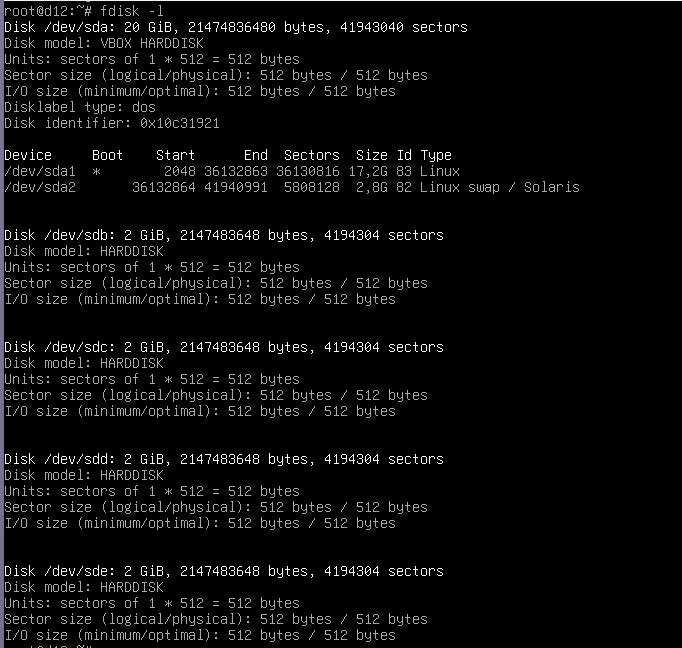 root@d12:~# fdisk -l
Disk /dev/sda: 20 GiB, 21474836480 bytes, 41943040 sectors
Disk model: VBOX HARDDISK
Units: sectors of 1 * 512 = 512 bytes
Sector size (logical/physical): 512 bytes / 512 bytes
I/O size (minimum/optimal): 512 bytes / 512 bytes
Disklabel type: dos
Disk identifier: 0x10c31921
Device     Boot    Start      End  Sectors  Size Id Type
/dev/sda1  *        2048 36132863 36130816 17,2G 83 Linux
/dev/sda2       36132864 41940991  5808128  2,8G 82 Linux swap / Solaris
Disk /dev/sdb: 2 GiB, 2147483648 bytes, 4194304 sectors
Disk model: HARDDISK
Units: sectors of 1 * 512 = 512 bytes
Sector size (logical/physical): 512 bytes / 512 bytes
I/O size (minimum/optimal): 512 bytes / 512 bytes
Disk /dev/sdc: 2 GiB, 2147483648 bytes, 4194304 sectors
Disk model: HARDDISK
Units: sectors of 1 * 512 = 512 bytes
Sector size (logical/physical): 512 bytes / 512 bytes
I/O size (minimum/optimal): 512 bytes / 512 bytes
Disk /dev/sdd: 2 GiB, 2147483648 bytes, 4194304 sectors
Disk model: HARDDISK
Units: sectors of 1 * 512 = 512 bytes
Sector size (logical/physical): 512 bytes / 512 bytes
I/O size (minimum/optimal): 512 bytes / 512 bytes
Disk /dev/sde: 2 GiB, 2147483648 bytes, 4194304 sectors
Disk model: HARDDISK
Units: sectors of 1 * 512 = 512 bytes
Sector size (logical/physical): 512 bytes / 512 bytes
I/O size (minimum/optimal): 512 bytes / 512 bytes
root@d12:~#